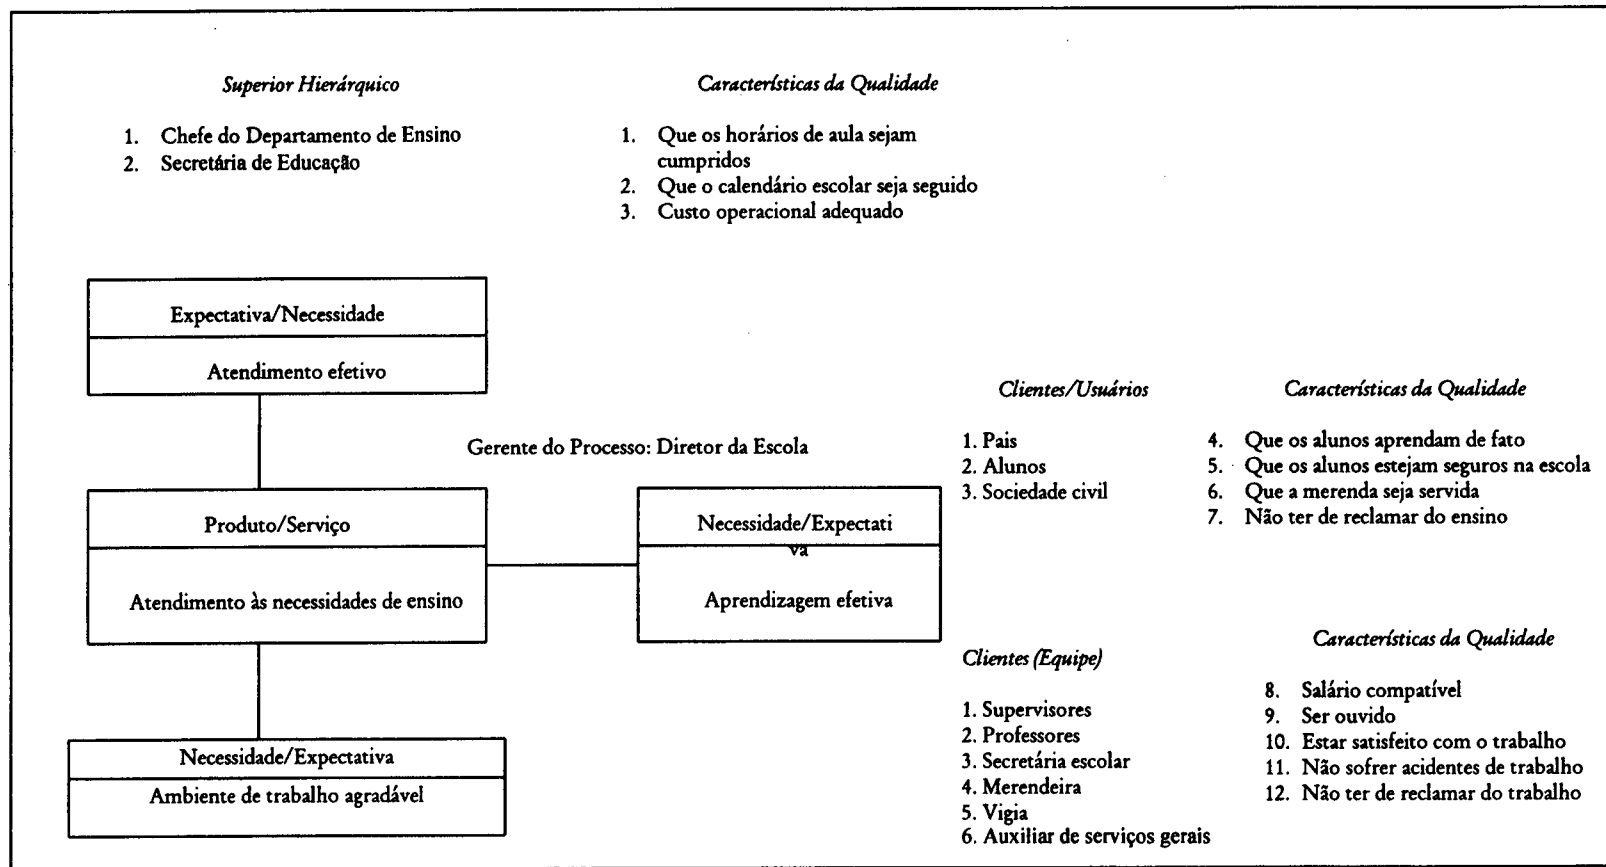 Superior Hierárquico
1. Chefe do Departamento de Ensino
2. Secretária de Educação
Características da Qualidade
1. Que os horários de aula sejam
cumpridos
2. Que o calendário escolar seja seguido
3. Custo operacional adequado
Expectativa/Necessidade
Atendimento efetivo
Gerente do Processo: Diretor da Escola
Produto/Serviço
Atendimento às necessidades de ensino
Necessidade/Expectati
va
Aprendizagem efetiva
Necessidade/Expectativa
Ambiente de trabalho agradável
Clientes/Usuários
1. Pais
2. Alunos
3. Sociedade civil
Características da Qualidade
4. Que os alunos aprendam de fato
5. Que os alunos estejam seguros na escola
6. Que a merenda seja servida
7. Não ter de reclamar do ensino
Clientes (Equipe)
1. Supervisores
2. Professores
3. Secretária escolar
4. Merendeira
5. Vigia
6. Auxiliar de serviços gerais
Características da Qualidade
8. Salário compatível
9. Ser ouvido
10. Estar satisfeito com o trabalho
11. Não sofrer acidentes de trabalho
12. Não ter de reclamar do trabalho